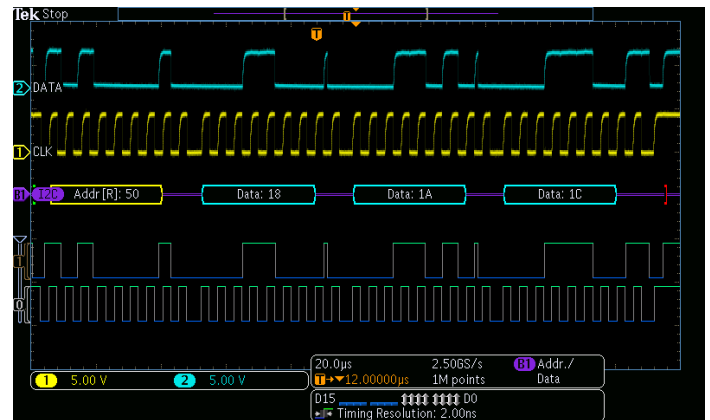 Tek Stop
T
T
2 DATA
1 CLK
B1 I2C Addr[R]: 50 Data: 18 Data: 1A Data: 1C
1
0
1 5.00 V 2 5.00 V
20.0µs 2.50GS/s B1 Addr./
T→▼12.00000µs 1M points Data
D15 D0
Timing Resolution: 2.00ns